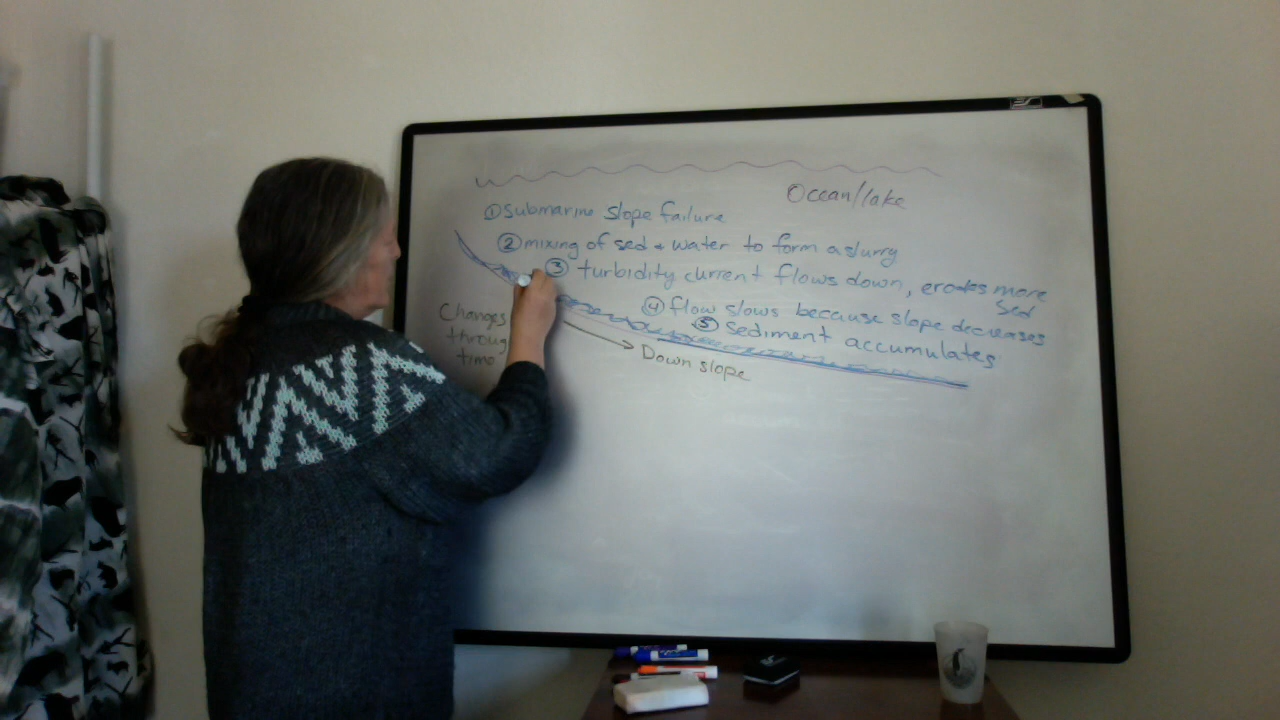 Ocean/lake
① Submarine slope failure
② mixing of sed + water to form a slurry
③ turbidity current flows down, erodes more sed
④ flow slows because slope decreases
⑤ Sediment accumulates
Changes
throug
time
Down slope